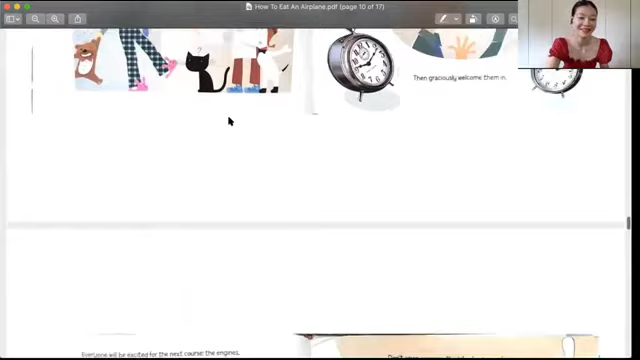 How To Eat An Airplane.pdf (page 10 of 17)
Then graciously welcome them in.
Everyone will be excited for the next course: the engines.